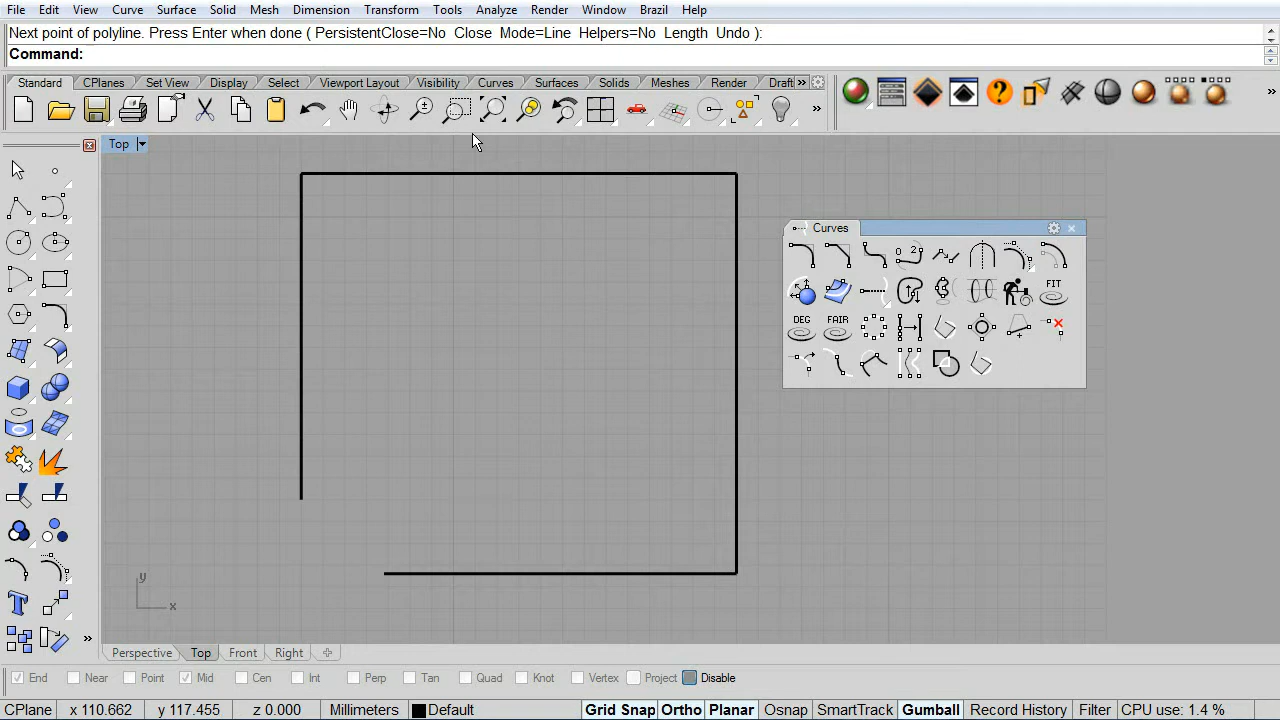 File Edit View Curve Surface Solid Mesh Dimension Transform Tools Analyze Render Window Brazil Help
Next point of polyline. Press Enter when done ( PersistentClose=No Close Mode=Line Helpers=No Length Undo ):
Command:
Standard CPlanes Set View Display Select Viewport Layout Visibility Curves Surfaces Solids Meshes Render Draft
Top
Curves
0 2
FIT
DEG FAIR
T
y
x
Perspective Top Front Right
End Near Point Mid Cen Int Perp Tan Quad Knot Vertex Project Disable
CPlane x 110.662 y 117.455 z 0.000 Millimeters Default Grid Snap Ortho Planar Osnap SmartTrack Gumball Record History Filter CPU use: 1.4 %